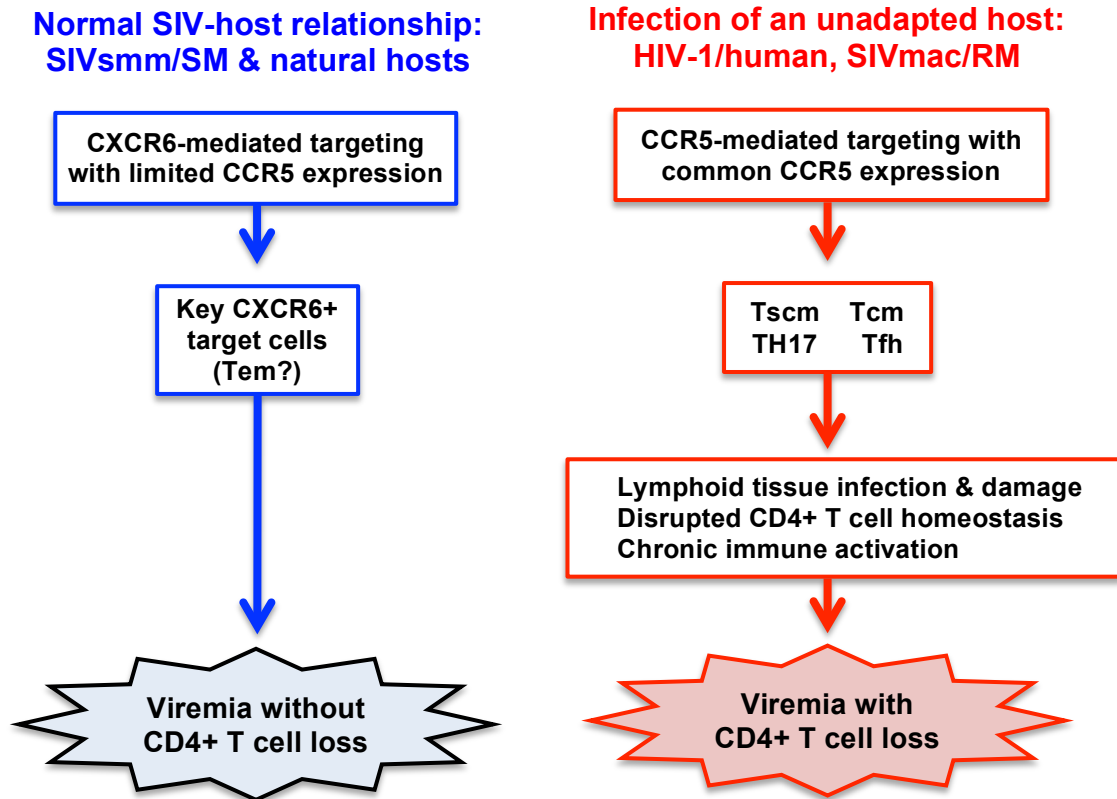 Normal SIV-host relationship:
SIVsmm/SM & natural hosts
CXCR6-mediated targeting
with limited CCR5 expression
Key CXCR6+
target cells
(Tem?)
Viremia without
CD4+ T cell loss
Infection of an unadapted host:
HIV-1/human, SIVmac/RM
CCR5-mediated targeting with
common CCR5 expression
Tscm Tcm
TH17 Tfh
Lymphoid tissue infection & damage
Disrupted CD4+ T cell homeostasis
Chronic immune activation
Viremia with
CD4+ T cell loss